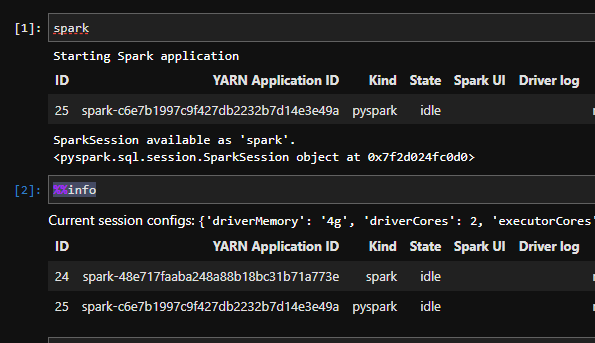 [1]: spark
Starting Spark application
ID YARN Application ID Kind State Spark UI Driver log
25 spark-c6e7b1997c9f427db2232b7d14e3e49a pyspark idle
SparkSession available as 'spark'.
<pyspark.sql.session.SparkSession object at 0x7f2d024fc0d0>
[2]: %%info
Current session configs: {'driverMemory': '4g', 'driverCores': 2, 'executorCores'
ID YARN Application ID Kind State Spark UI Driver log
24 spark-48e717faaba248a88b18bc31b71a773e spark idle
25 spark-c6e7b1997c9f427db2232b7d14e3e49a pyspark idle